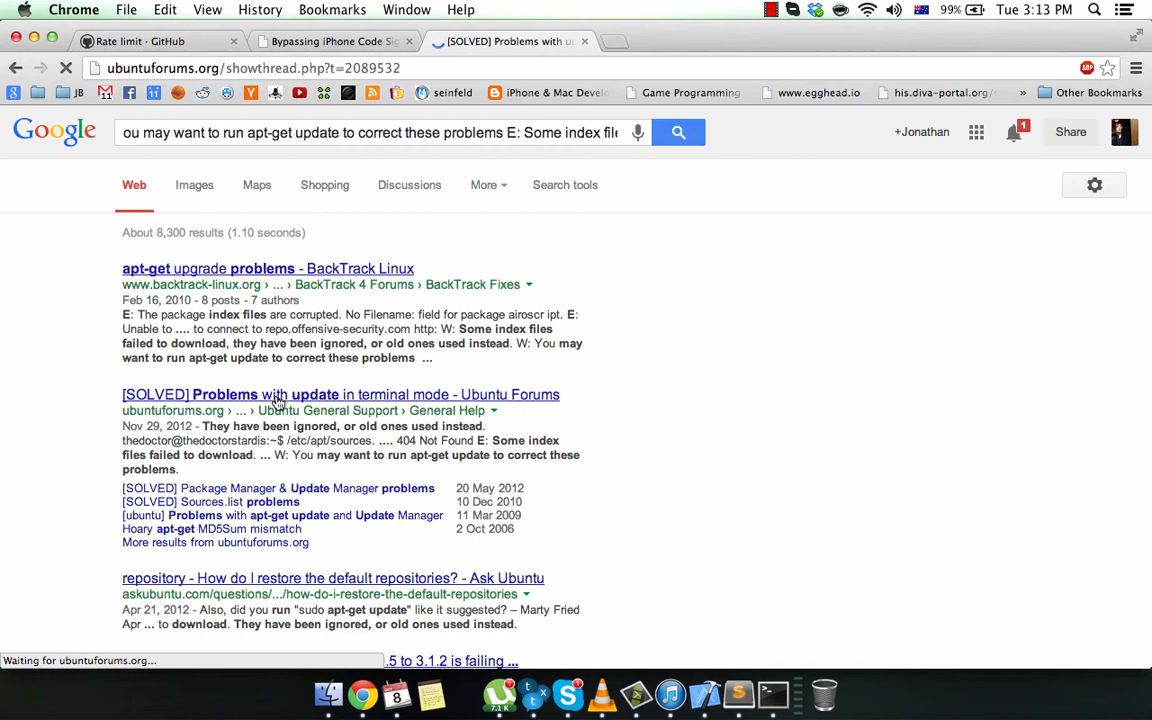 Chrome File Edit View History Bookmarks Window Help 99% Tue 3:13 PM
Rate limit · GitHub Bypassing iPhone Code Sig [SOLVED] Problems with up
ubuntuforums.org/showthread.php?t=2089532
JB 11 11 seinfeld iPhone & Mac Devel Game Programming www.egghead.io his.diva-portal.org/ » Other Bookmarks
Google ou may want to run apt-get update to correct these problems E: Some index file +Jonathan 1 Share
Web Images Maps Shopping Discussions More Search tools
About 8,300 results (1.10 seconds)
apt-get upgrade problems - BackTrack Linux
www.backtrack-linux.org › ... › BackTrack 4 Forums › BackTrack Fixes
Feb 16, 2010 - 8 posts - 7 authors
E: The package index files are corrupted. No Filename: field for package airoscr ipt. E:
Unable to .... to connect to repo.offensive-security.com http: W: Some index files
failed to download, they have been ignored, or old ones used instead. W: You may
want to run apt-get update to correct these problems ...
[SOLVED] Problems with update in terminal mode - Ubuntu Forums
ubuntuforums.org › ... › Ubuntu General Support › General Help
Nov 29, 2012 - They have been ignored, or old ones used instead.
thedoctor@thedoctorstardis:~$ /etc/apt/sources. .... 404 Not Found E: Some index
files failed to download. ... W: You may want to run apt-get update to correct these
problems.
[SOLVED] Package Manager & Update Manager problems 20 May 2012
[SOLVED] Sources.list problems 10 Dec 2010
[ubuntu] Problems with apt-get update and Update Manager 11 Mar 2009
Hoary apt-get MD5Sum mismatch 2 Oct 2006
More results from ubuntuforums.org
repository - How do I restore the default repositories? - Ask Ubuntu
askubuntu.com/questions/.../how-do-i-restore-the-default-repositories
Apr 21, 2012 - Also, did you run "sudo apt-get update" like it suggested? – Marty Fried
Apr ... to download. They have been ignored, or old ones used instead.
Waiting for ubuntuforums.org... .5 to 3.1.2 is failing ...
8 7.1 K 1